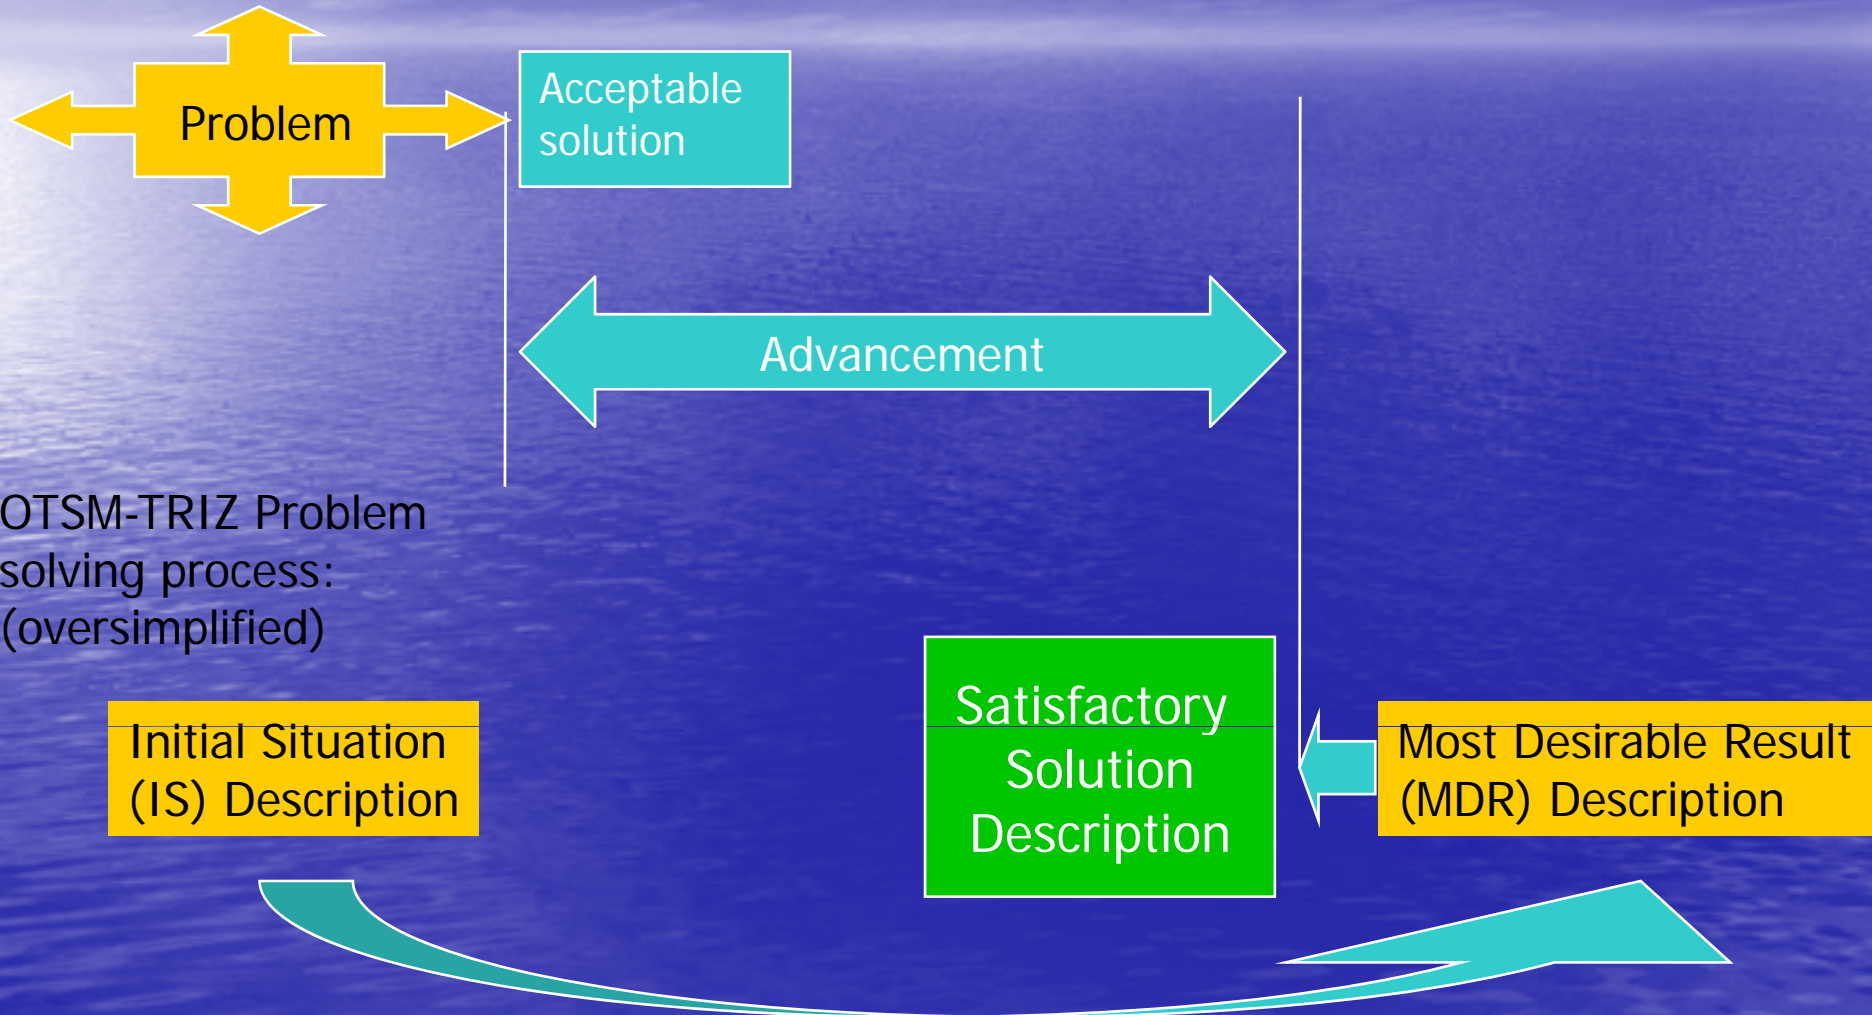 Problem
Acceptable
solution
Advancement
OTSM-TRIZ Problem
solving process:
(oversimplified)
Initial Situation
(IS) Description
Satisfactory
Solution
Description
Most Desirable Result
(MDR) Description